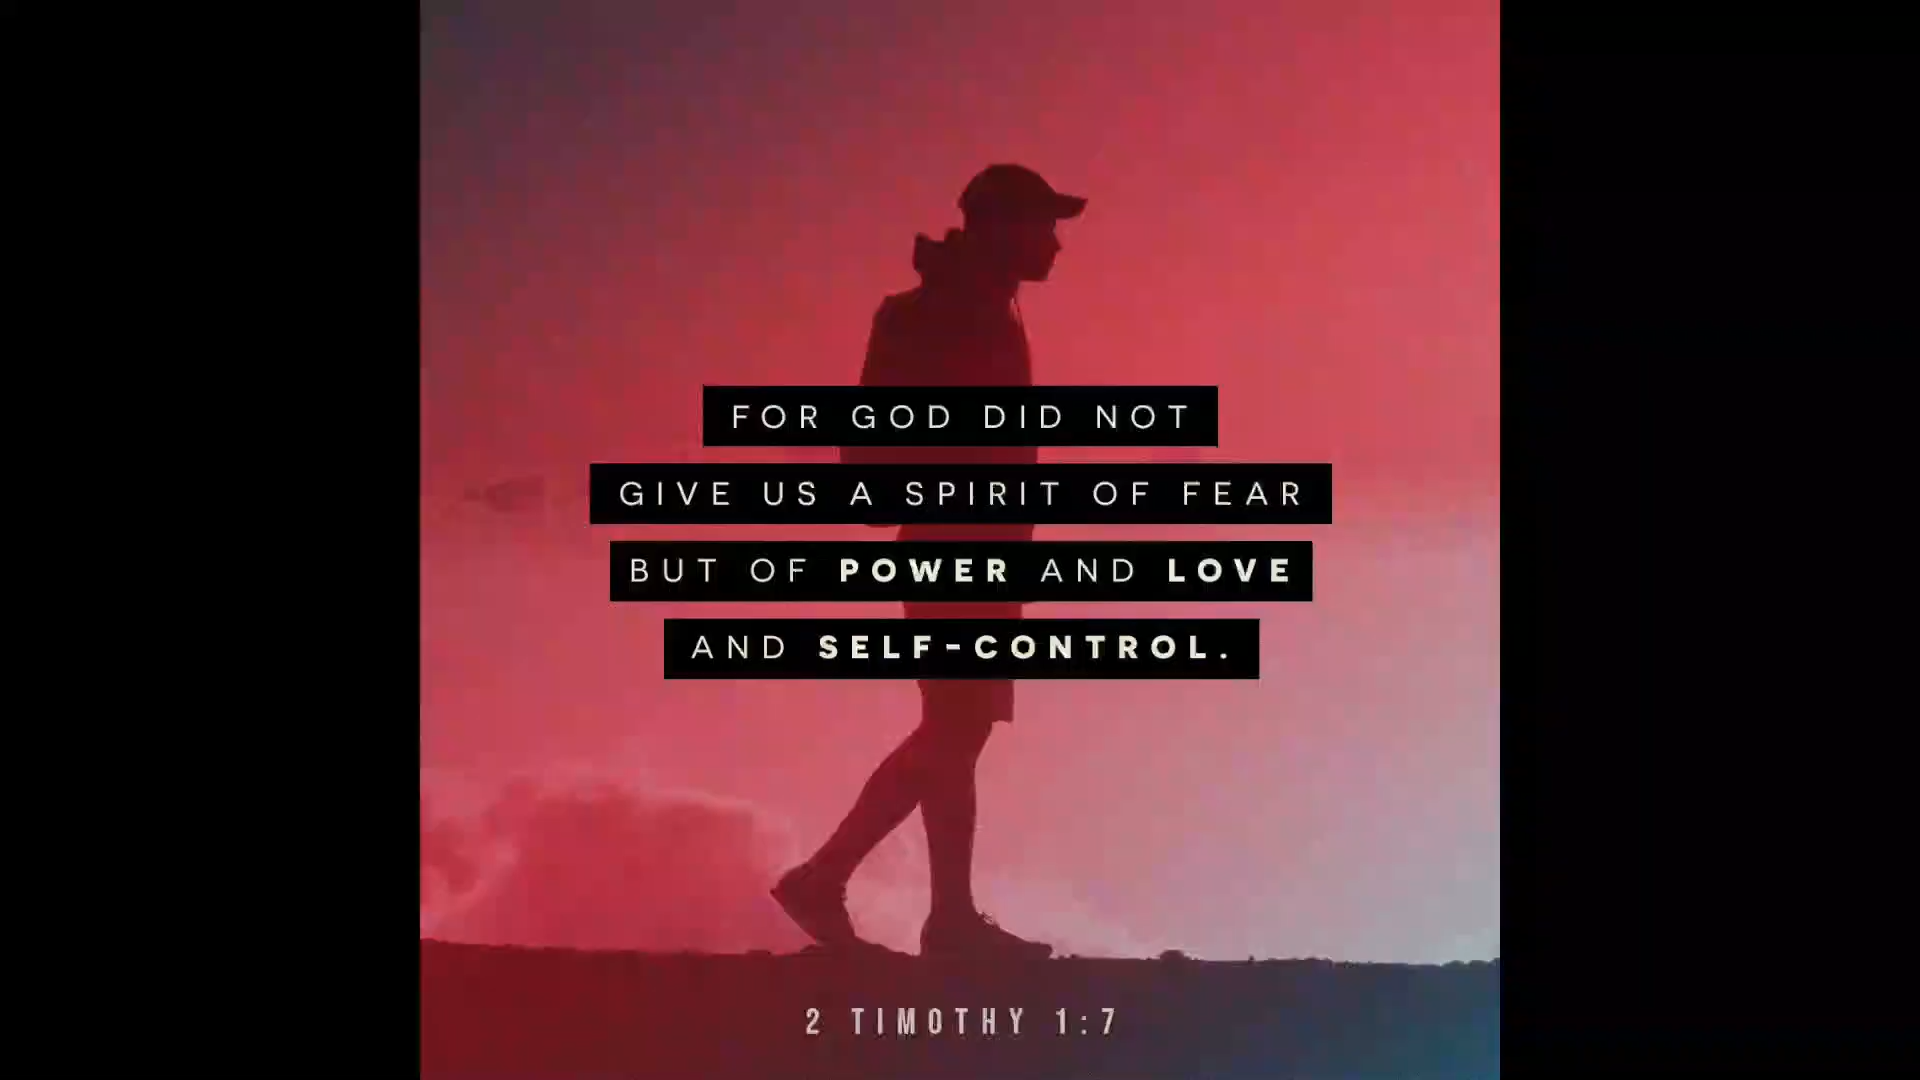 FOR GOD DID NOT
GIVE US A SPIRIT OF FEAR
BUT OF POWER AND LOVE
AND SELF-CONTROL.
2 TIMOTHY 1:7